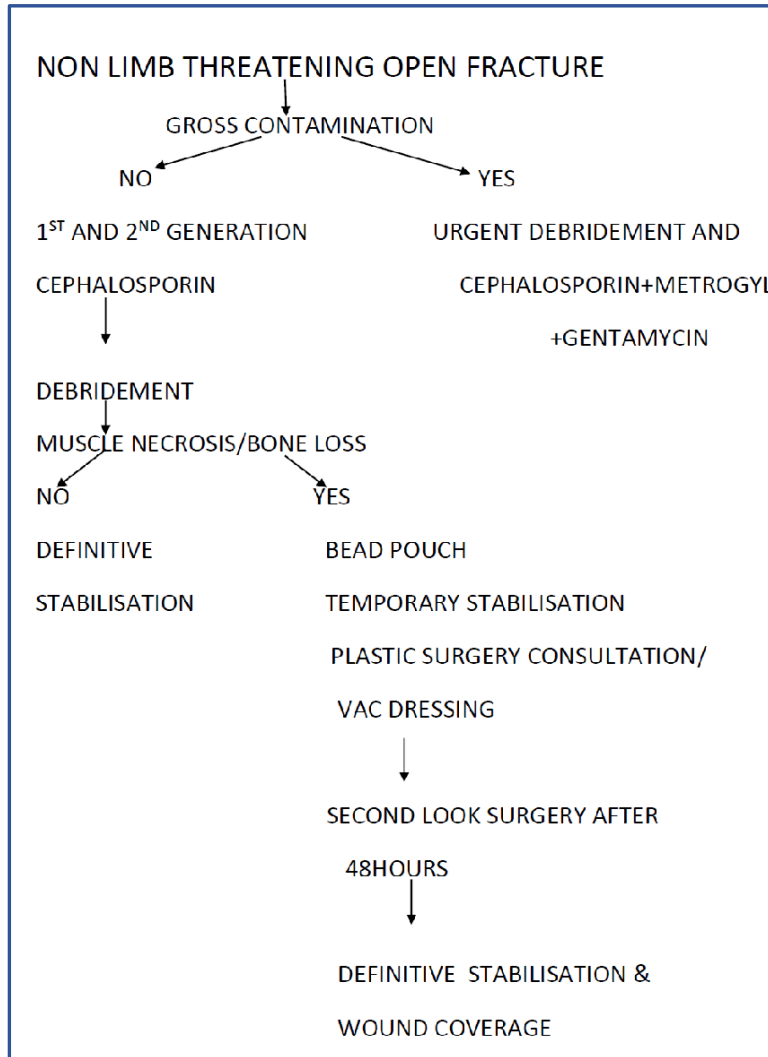 NON LIMB THREATENING OPEN FRACTURE
GROSS CONTAMINATION
NO
YES
1ST AND 2ND GENERATION
CEPHALOSPORIN
URGENT DEBRIDEMENT AND
CEPHALOSPORIN+METROGYL
+GENTAMYCIN
DEBRIDEMENT
MUSCLE NECROSIS/BONE LOSS
NO
DEFINITIVE
STABILISATION
YES
BEAD POUCH
TEMPORARY STABILISATION
PLASTIC SURGERY CONSULTATION/
VAC DRESSING
SECOND LOOK SURGERY AFTER
48HOURS
DEFINITIVE STABILISATION &
WOUND COVERAGE